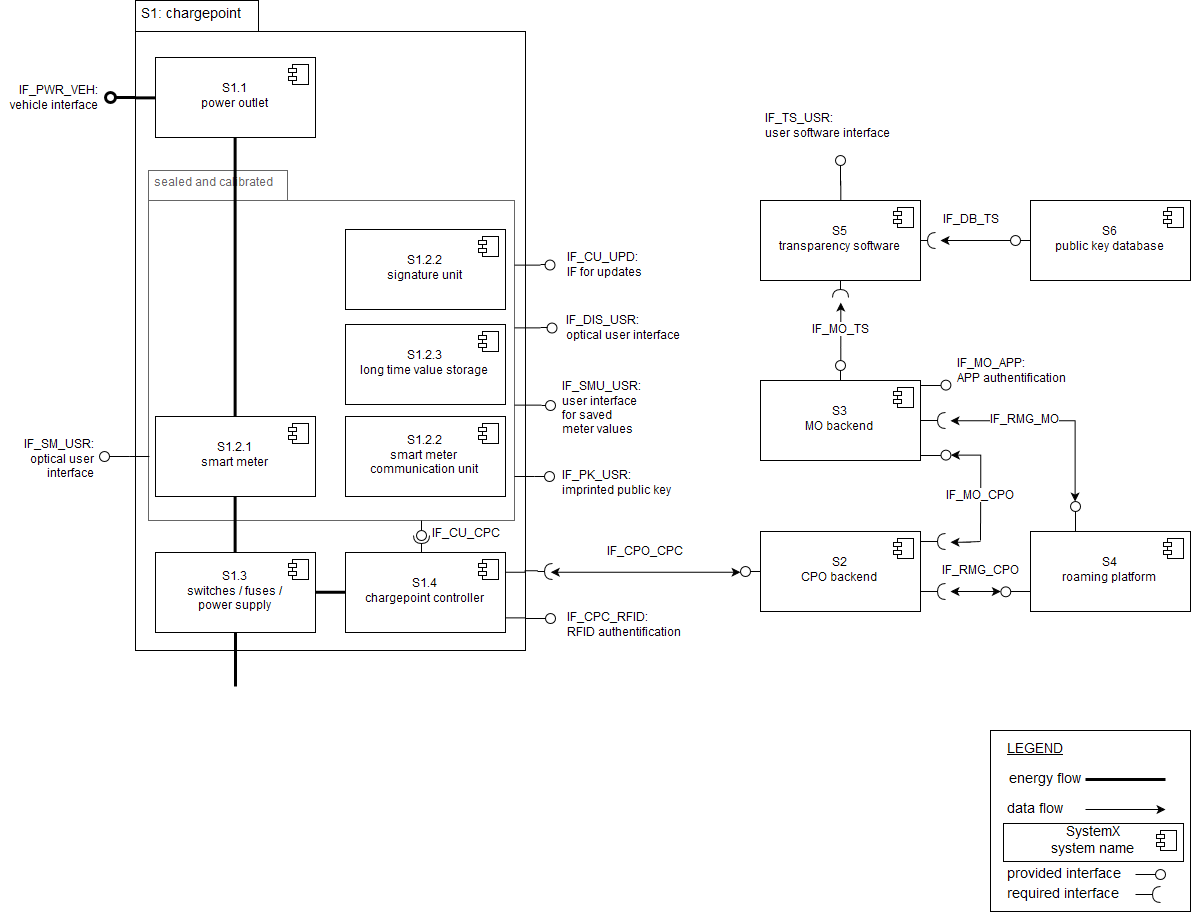 S1: chargepoint
IF_PWR_VEH:
vehicle interface
S1.1
power outlet
sealed and calibrated
S1.2.2
signature unit
IF_CU_UPD:
IF for updates
S1.2.3
long time value storage
IF_DIS_USR:
optical user interface
IF_SMU_USR:
user interface
for saved
meter values
IF_SM_USR:
optical user
interface
S1.2.1
smart meter
S1.2.2
smart meter
communication unit
IF_PK_USR:
imprinted public key
IF_CU_CPC
S1.3
switches / fuses /
power supply
S1.4
chargepoint controller
IF_CPO_CPC
IF_CPC_RFID:
RFID authentification
IF_TS_USR:
user software interface
S5
transparency software
IF_DB_TS
S6
public key database
IF_MO_TS
S3
MO backend
IF_MO_APP:
APP authentification
IF_RMG_MO
IF_MO_CPO
S2
CPO backend
IF_RMG_CPO
S4
roaming platform
LEGEND
energy flow
data flow
SystemX
system name
provided interface
required interface